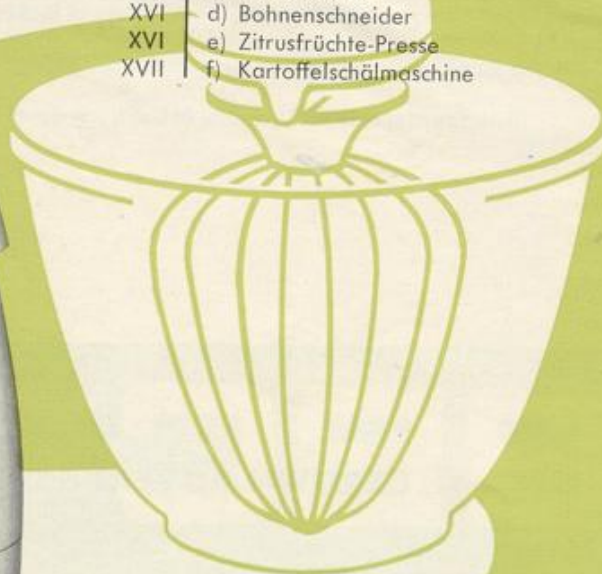 XVI d) Bohnenschneider
XVI e) Zitrusfrüchte-Presse
XVII f) Kartoffelschälmaschine